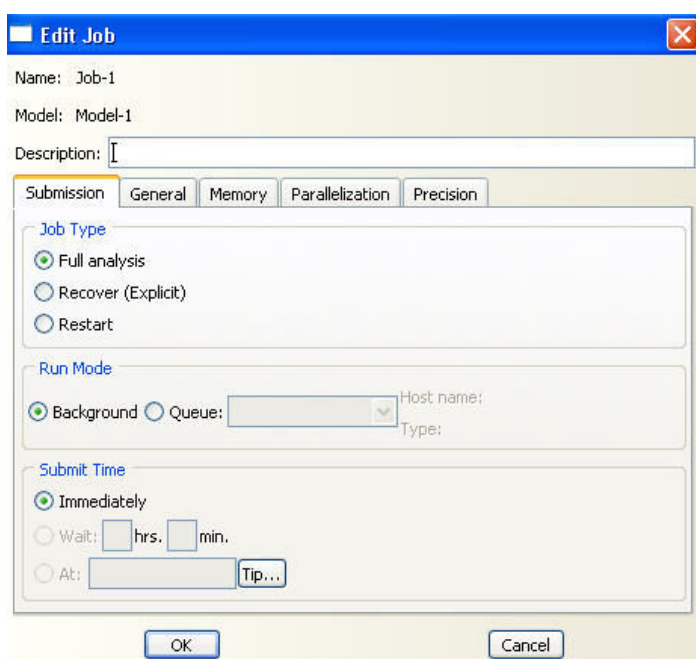 Edit Job
Name: Job-1
Model: Model-1
Description:
Submission General Memory Parallelization Precision
Job Type
Full analysis
Recover (Explicit)
Restart
Run Mode
Background Queue: Host name:
Type:
Submit Time
Immediately
Wait: hrs. min.
At: Tip...
OK Cancel